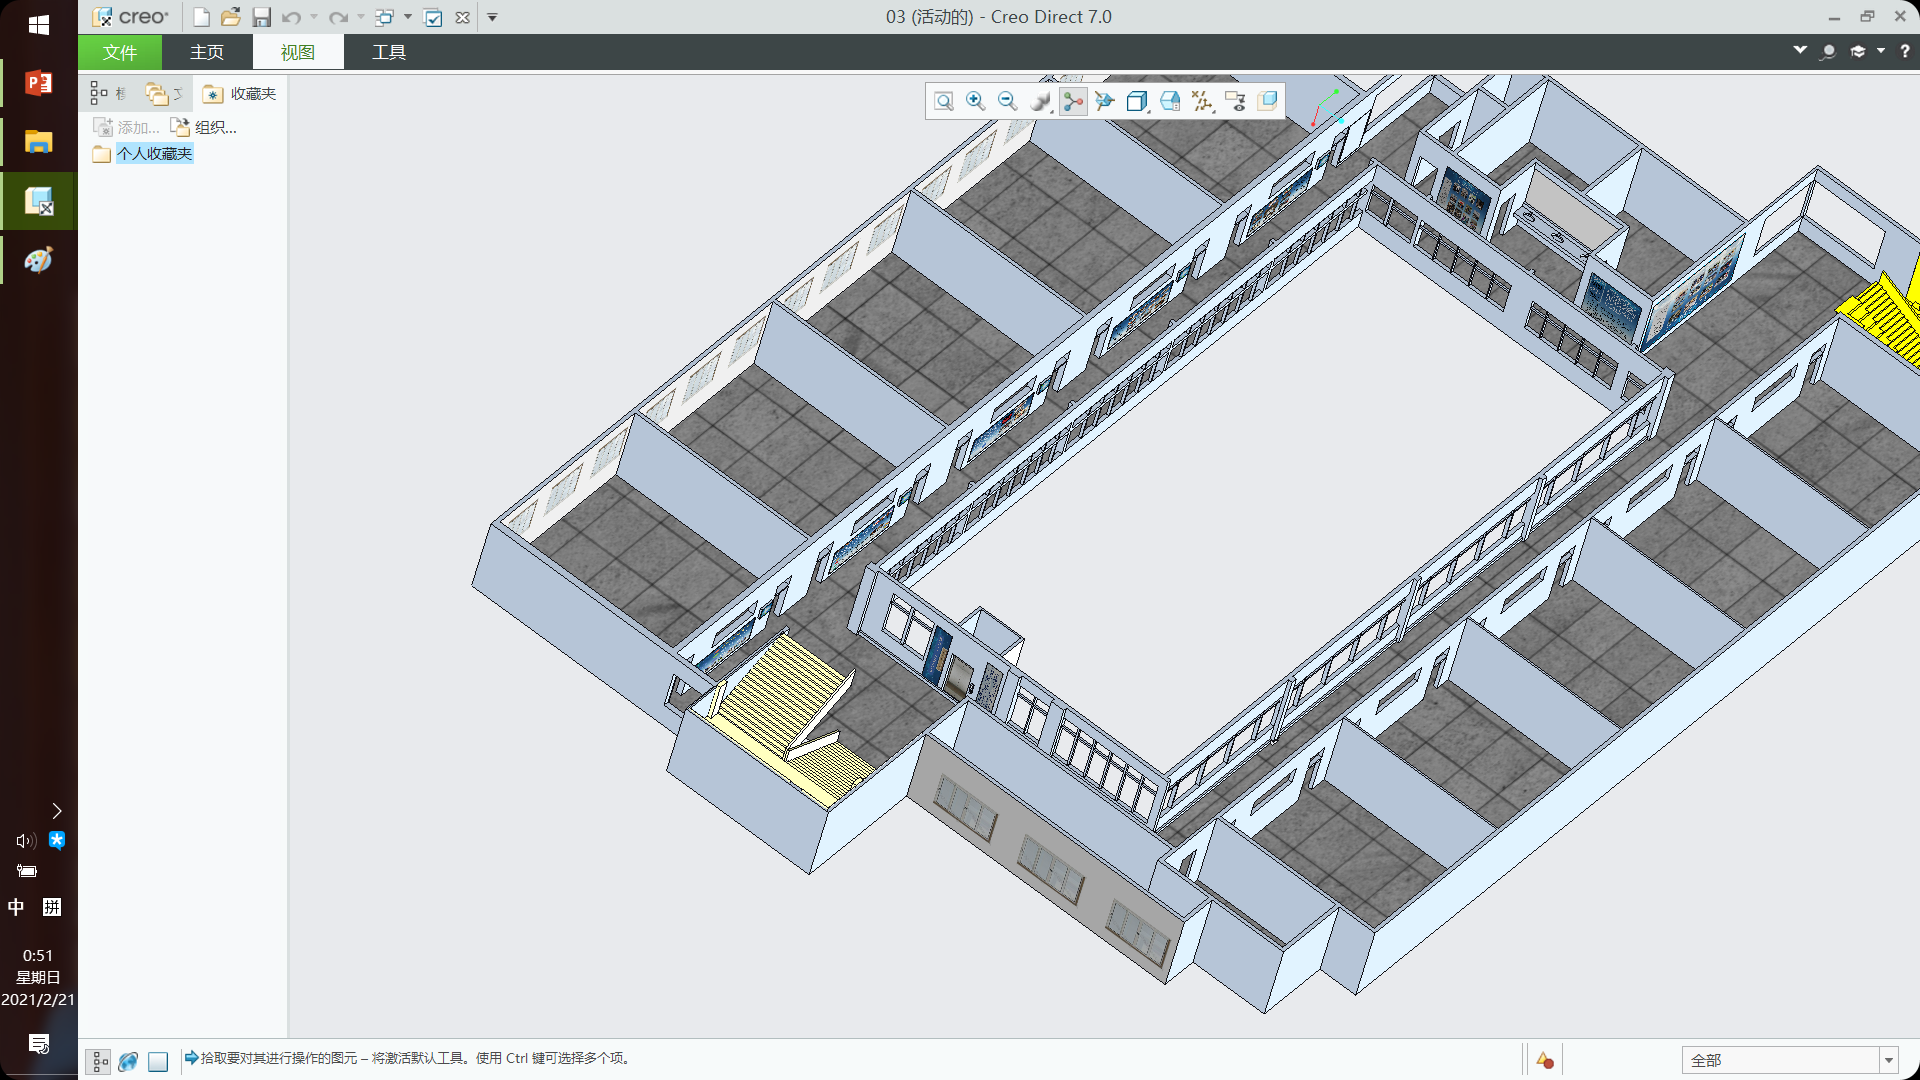 creo
03 (活动的) - Creo Direct 7.0
文件
主页
视图
工具
收藏夹
添加...
组织...
个人收藏夹
中
拼
0:51
星期日
2021/2/21
拾取要对其进行操作的图元 – 将激活默认工具。使用 Ctrl 键可选择多个项。
全部